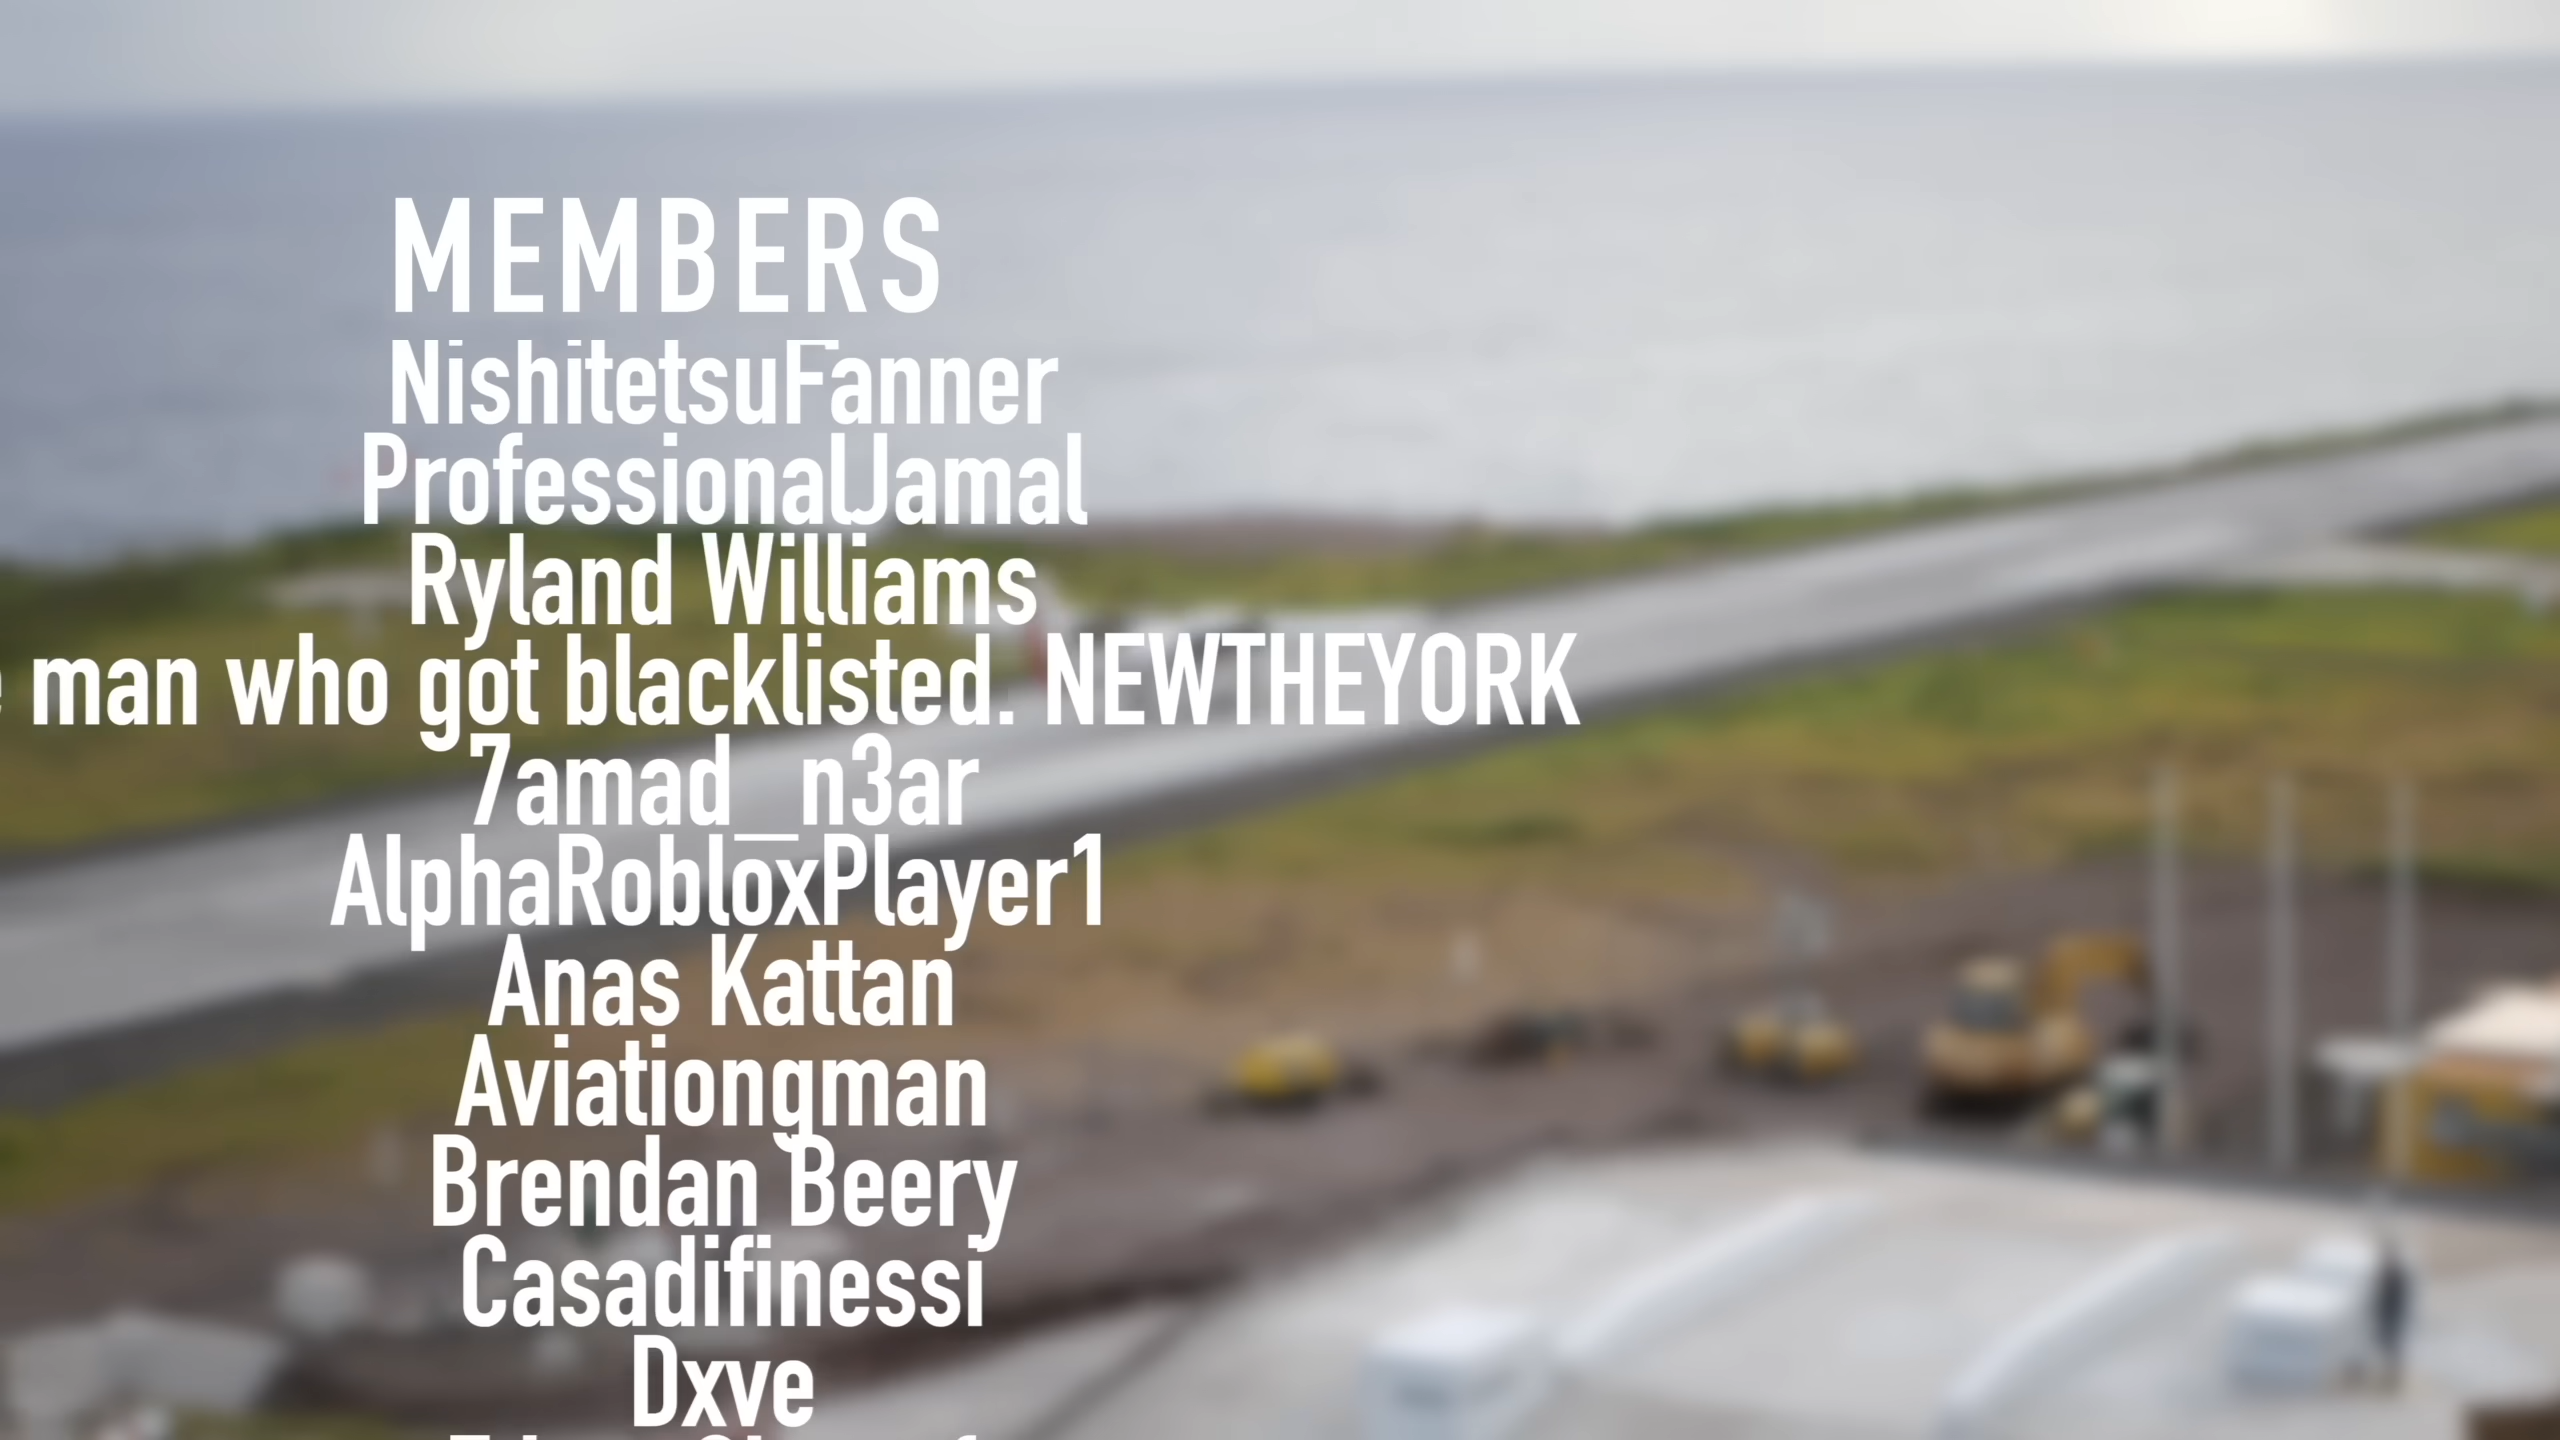 MEMBERS
NishitetsuFanner
ProfessionalJamal
Ryland Williams
man who got blacklisted. NEWTHEYORK
7amad_n3ar
AlphaRobloxPlayer1
Anas Kattan
Aviationgman
Brendan Beery
Casadifinessi
Dxve